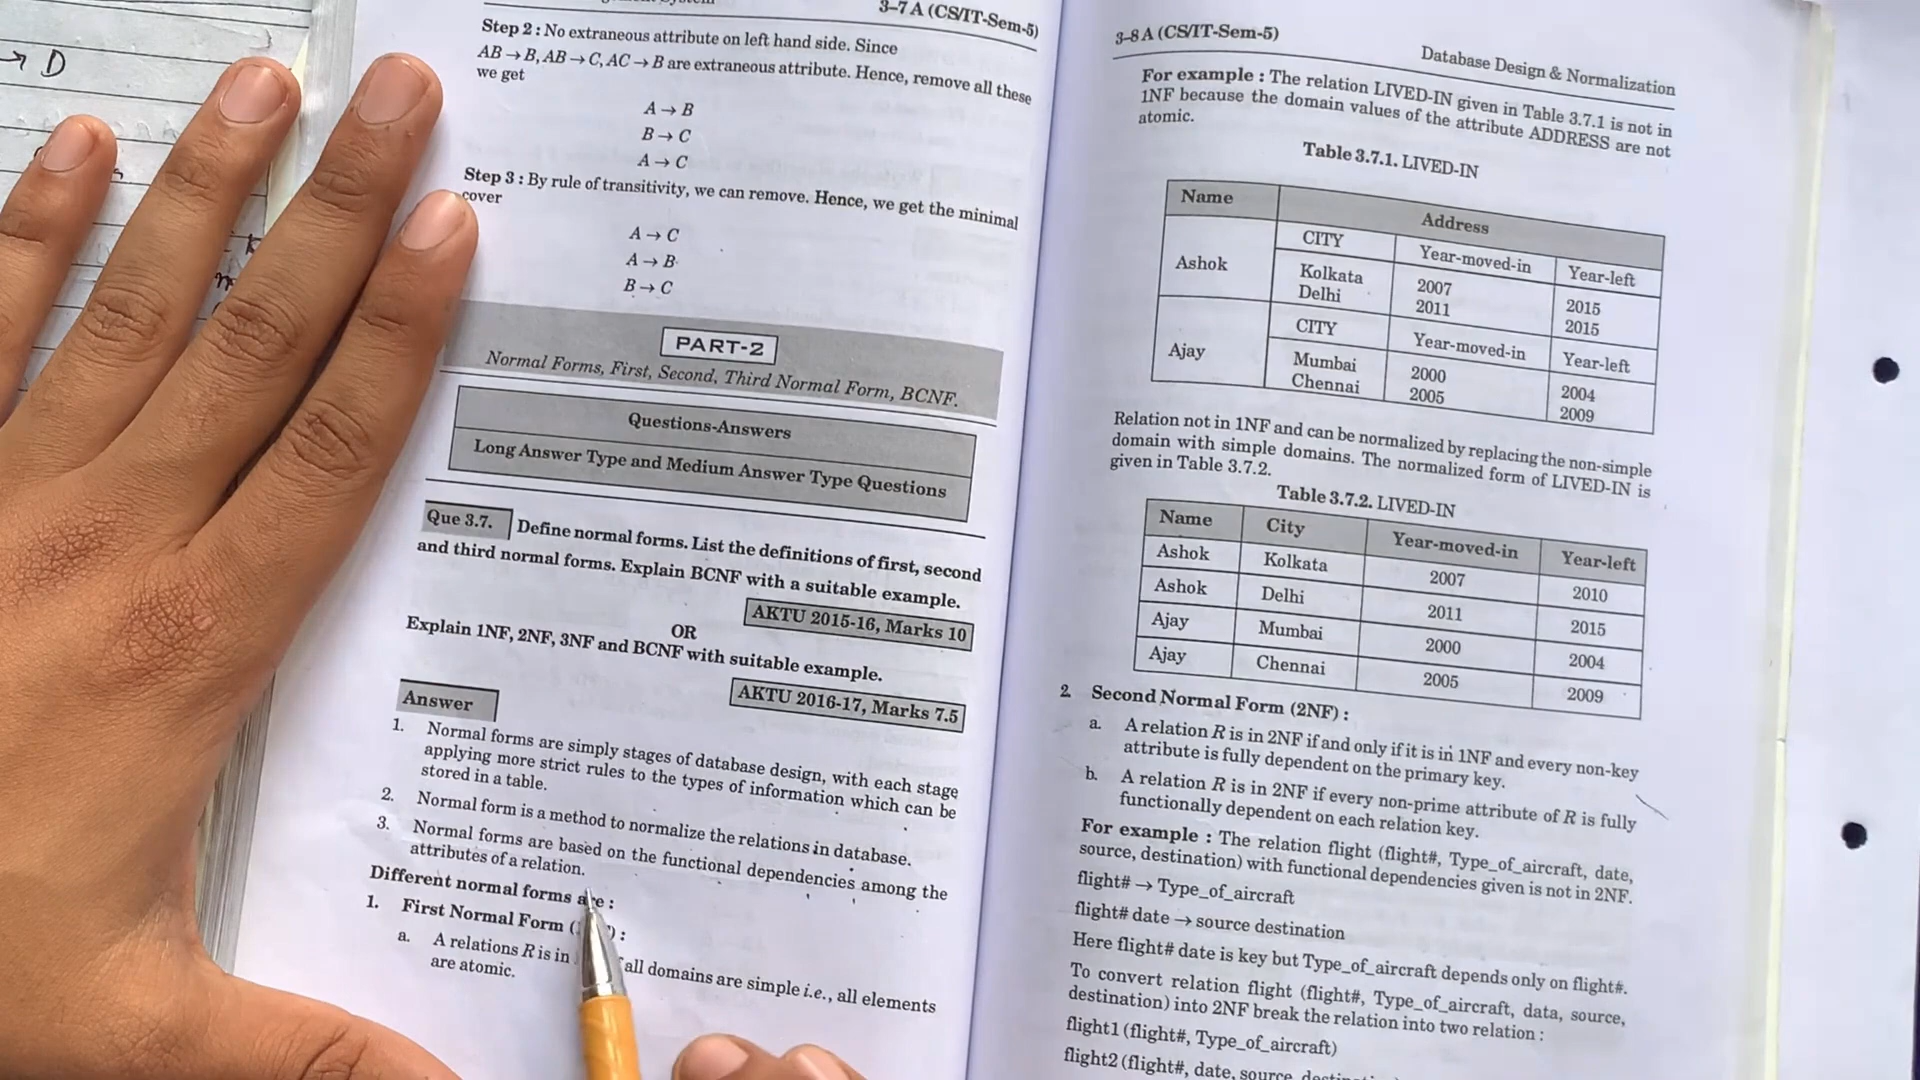 → D
3–7 A (CS/IT-Sem-5)
Step 2 : No extraneous attribute on left hand side. Since
AB → B, AB → C, AC → B are extraneous attribute. Hence, remove all these
we get
A → B
B → C
A → C
Step 3 : By rule of transitivity, we can remove. Hence, we get the minimal
cover
A → C
A → B
B → C
PART-2
Normal Forms, First, Second, Third Normal Form, BCNF.
Questions-Answers
Long Answer Type and Medium Answer Type Questions
Que 3.7. Define normal forms. List the definitions of first, second
and third normal forms. Explain BCNF with a suitable example.
AKTU 2015-16, Marks 10
OR
Explain 1NF, 2NF, 3NF and BCNF with suitable example.
AKTU 2016-17, Marks 7.5
Answer
1. Normal forms are simply stages of database design, with each stage
applying more strict rules to the types of information which can be
stored in a table.
2. Normal form is a method to normalize the relations in database.
3. Normal forms are based on the functional dependencies among the
attributes of a relation.
Different normal forms are :
1. First Normal Form :
a. A relations R is in all domains are simple i.e., all elements
are atomic.
3–8 A (CS/IT-Sem-5)
Database Design & Normalization
For example : The relation LIVED-IN given in Table 3.7.1 is not in
1NF because the domain values of the attribute ADDRESS are not
atomic.
Table 3.7.1. LIVED-IN
Name Address
Ashok CITY Year-moved-in Year-left
Kolkata 2007 2015
Delhi 2011 2015
Ajay CITY Year-moved-in Year-left
Mumbai 2000 2004
Chennai 2005 2009
Relation not in 1NF and can be normalized by replacing the non-simple
domain with simple domains. The normalized form of LIVED-IN is
given in Table 3.7.2.
Table 3.7.2. LIVED-IN
Name City Year-moved-in Year-left
Ashok Kolkata 2007 2010
Ashok Delhi 2011 2015
Ajay Mumbai 2000 2004
Ajay Chennai 2005 2009
2. Second Normal Form (2NF) :
a. A relation R is in 2NF if and only if it is in 1NF and every non-key
attribute is fully dependent on the primary key.
b. A relation R is in 2NF if every non-prime attribute of R is fully
functionally dependent on each relation key.
For example : The relation flight (flight#, Type_of_aircraft, date,
source, destination) with functional dependencies given is not in 2NF.
flight# → Type_of_aircraft
flight# date → source destination
Here flight# date is key but Type_of_aircraft depends only on flight#.
To convert relation flight (flight#, Type_of_aircraft, data, source,
destination) into 2NF break the relation into two relation :
flight1 (flight#, Type_of_aircraft)
flight2 (flight#, date, source,